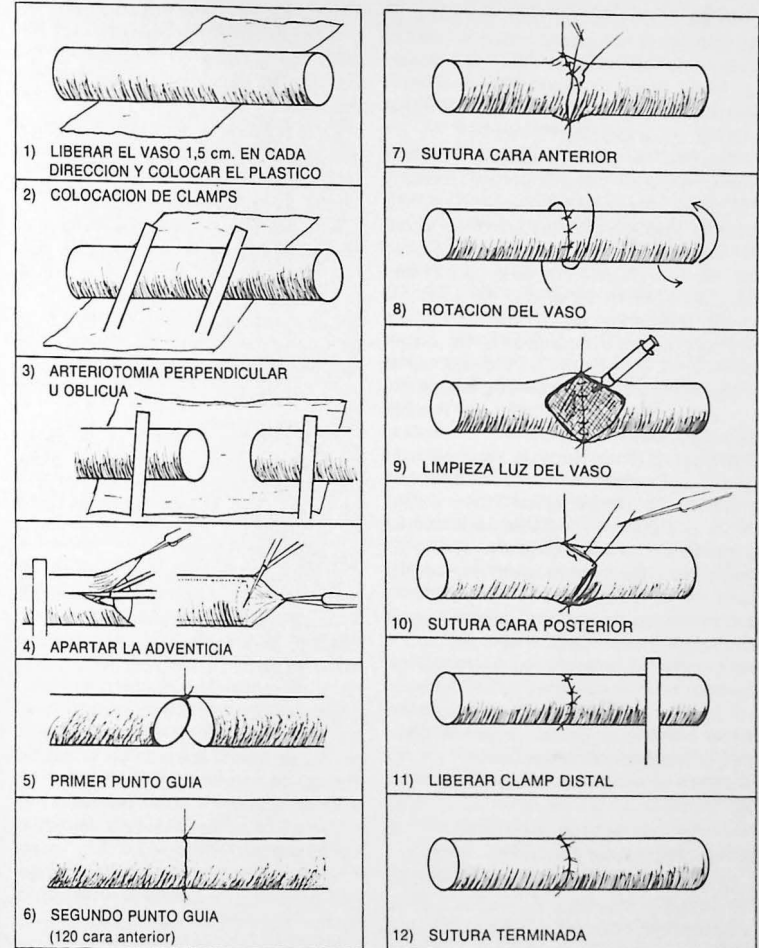 1) LIBERAR EL VASO 1,5 cm. EN CADA
DIRECCION Y COLOCAR EL PLASTICO
2) COLOCACION DE CLAMPS
3) ARTERIOTOMIA PERPENDICULAR
U OBLICUA
4) APARTAR LA ADVENTICIA
5) PRIMER PUNTO GUIA
6) SEGUNDO PUNTO GUIA
(120 cara anterior)
7) SUTURA CARA ANTERIOR
8) ROTACION DEL VASO
9) LIMPIEZA LUZ DEL VASO
10) SUTURA CARA POSTERIOR
11) LIBERAR CLAMP DISTAL
12) SUTURA TERMINADA